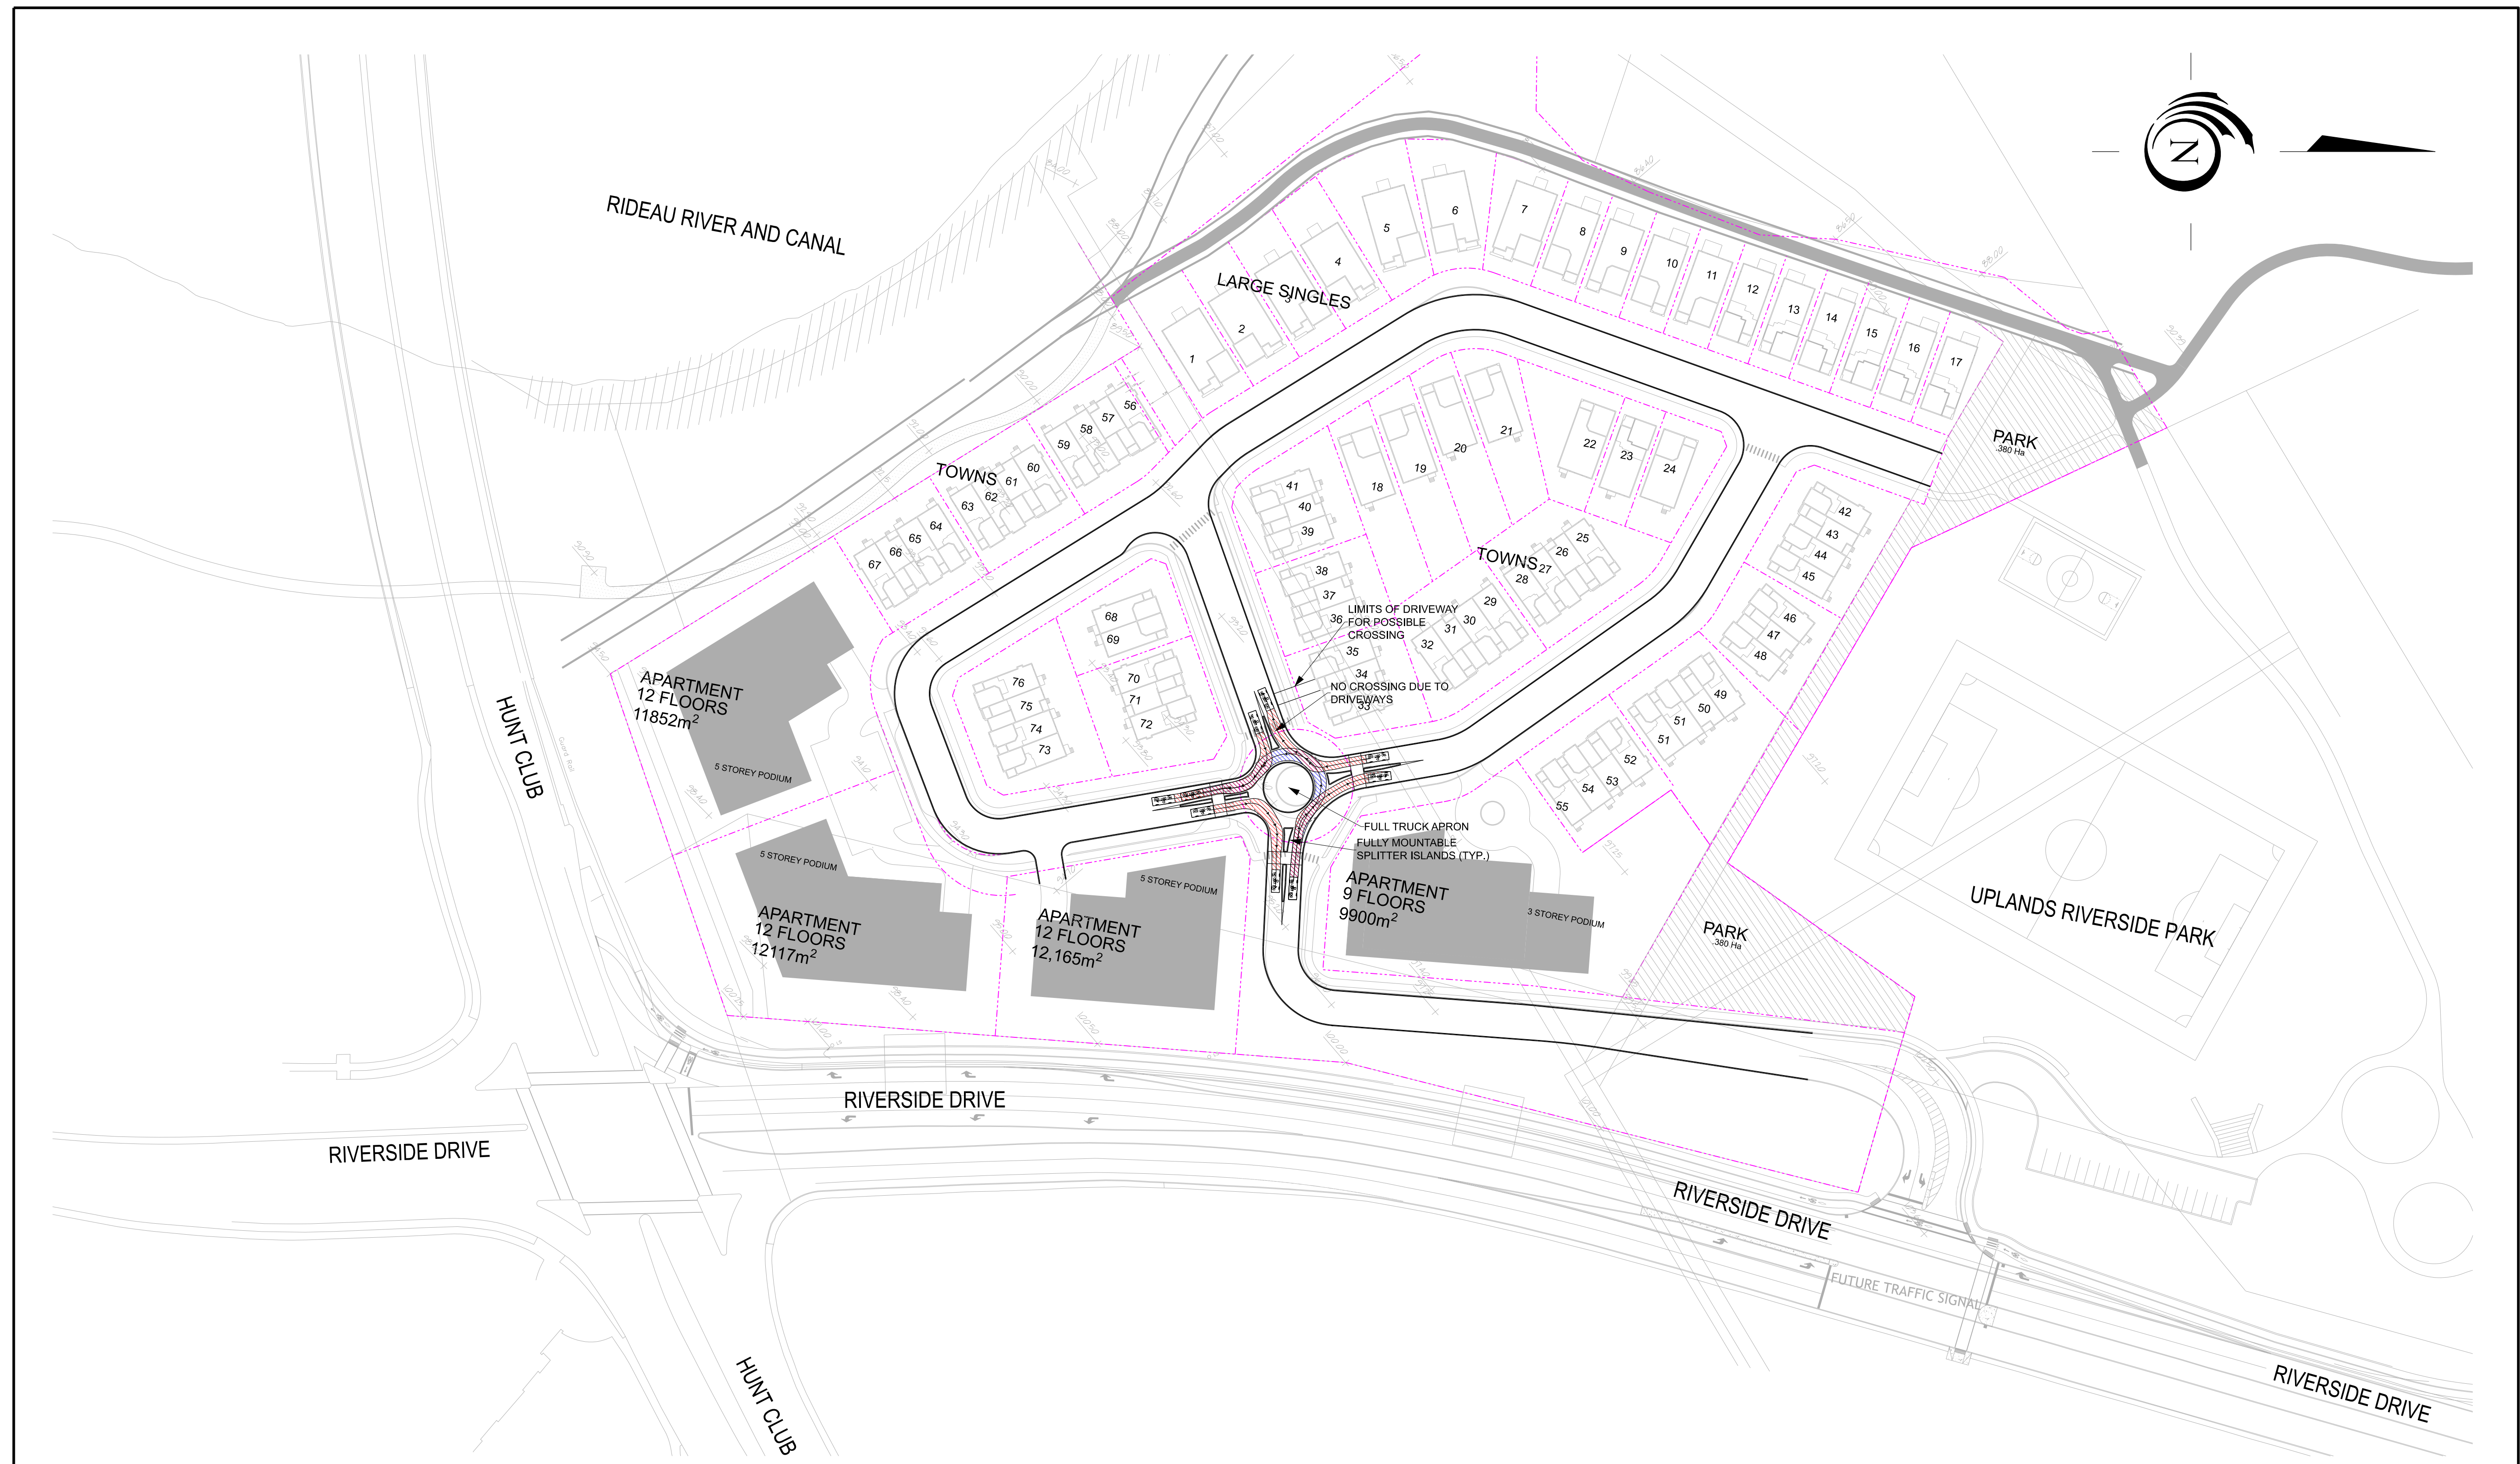 RIDEAU RIVER AND CANAL
LARGE SINGLES
1
2
3
4
5
6
7
8
9
10
11
12
13
14
15
16
17
N
PARK
.380 Ha
TOWNS
56
57
58
59
60
61
62
63
64
65
66
67
18
19
20
21
22
23
24
41
40
39
38
37
36
35
34
33
TOWNS
25
26
27
28
29
30
31
32
42
43
44
45
46
47
48
49
50
51
51
52
53
54
55
68
69
70
71
72
76
75
74
73
LIMITS OF DRIVEWAY
FOR POSSIBLE
CROSSING
NO CROSSING DUE TO
DRIVEWAYS
FULL TRUCK APRON
FULLY MOUNTABLE
SPLITTER ISLANDS (TYP.)
APARTMENT
12 FLOORS
11852m²
5 STOREY PODIUM
HUNT CLUB
Guard Rail
5 STOREY PODIUM
APARTMENT
12 FLOORS
12117m²
5 STOREY PODIUM
APARTMENT
12 FLOORS
12,165m²
APARTMENT
9 FLOORS
9900m²
3 STOREY PODIUM
PARK
.380 Ha
UPLANDS RIVERSIDE PARK
RIVERSIDE DRIVE
RIVERSIDE DRIVE
RIVERSIDE DRIVE
FUTURE TRAFFIC SIGNAL
RIVERSIDE DRIVE
HUNT CLUB